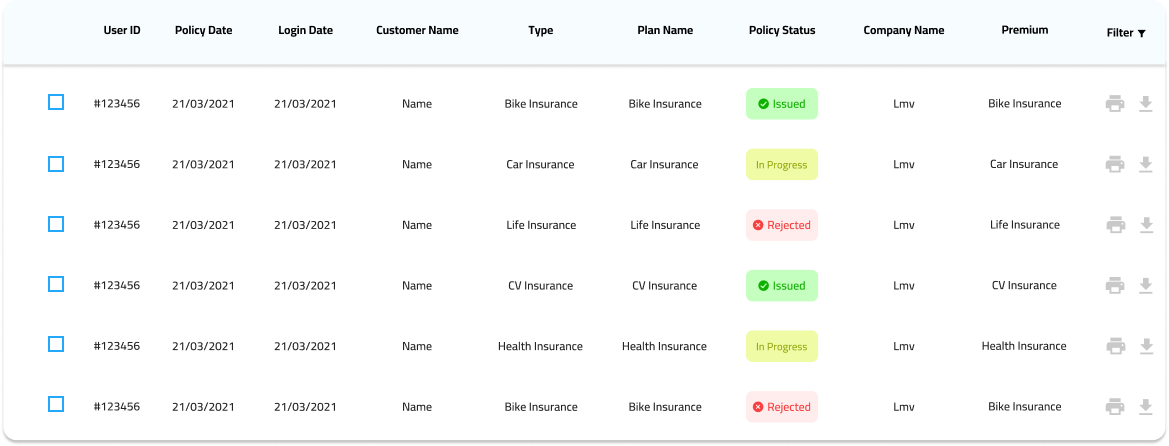 User ID Policy Date Login Date Customer Name Type Plan Name Policy Status Company Name Premium Filter
#123456 21/03/2021 21/03/2021 Name Bike Insurance Bike Insurance Issued Lmv Bike Insurance
#123456 21/03/2021 21/03/2021 Name Car Insurance Car Insurance In Progress Lmv Car Insurance
#123456 21/03/2021 21/03/2021 Name Life Insurance Life Insurance Rejected Lmv Life Insurance
#123456 21/03/2021 21/03/2021 Name CV Insurance CV Insurance Issued Lmv CV Insurance
#123456 21/03/2021 21/03/2021 Name Health Insurance Health Insurance In Progress Lmv Health Insurance
#123456 21/03/2021 21/03/2021 Name Bike Insurance Bike Insurance Rejected Lmv Bike Insurance